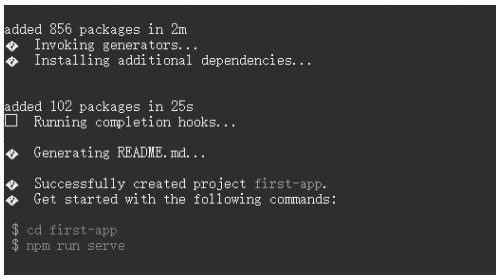 added 856 packages in 2m
� Invoking generators...
� Installing additional dependencies...
added 102 packages in 25s
□ Running completion hooks...
� Generating README.md...
� Successfully created project first-app.
� Get started with the following commands:
$ cd first-app
$ npm run serve